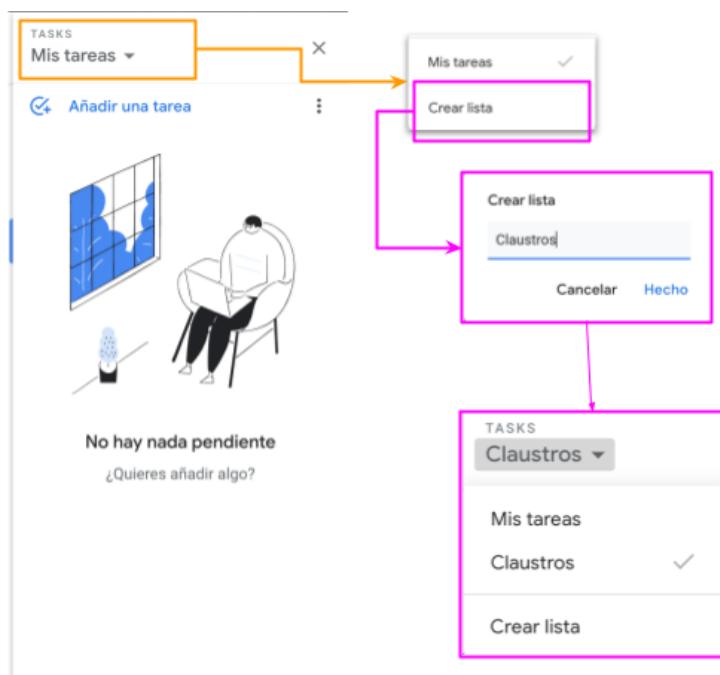 TASKS
Mis tareas
Añadir una tarea
No hay nada pendiente
¿Quieres añadir algo?
Mis tareas
Crear lista
Crear lista
Claustros
Cancelar Hecho
TASKS
Claustros
Mis tareas
Claustros
Crear lista